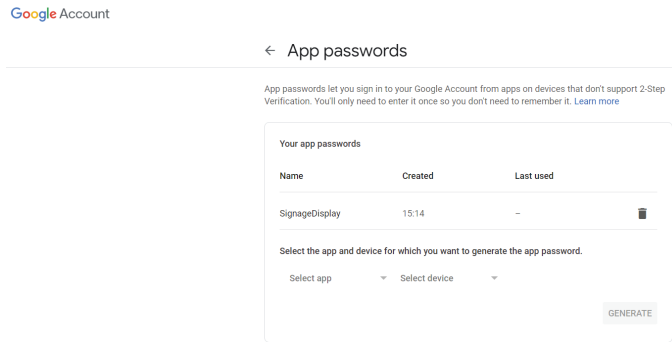 Google Account
App passwords
App passwords let you sign in to your Google Account from apps on devices that don't support 2-Step
Verification. You'll only need to enter it once so you don't need to remember it. Learn more
Your app passwords
Name Created Last used
SignageDisplay 15:14 –
Select the app and device for which you want to generate the app password.
Select app Select device
GENERATE